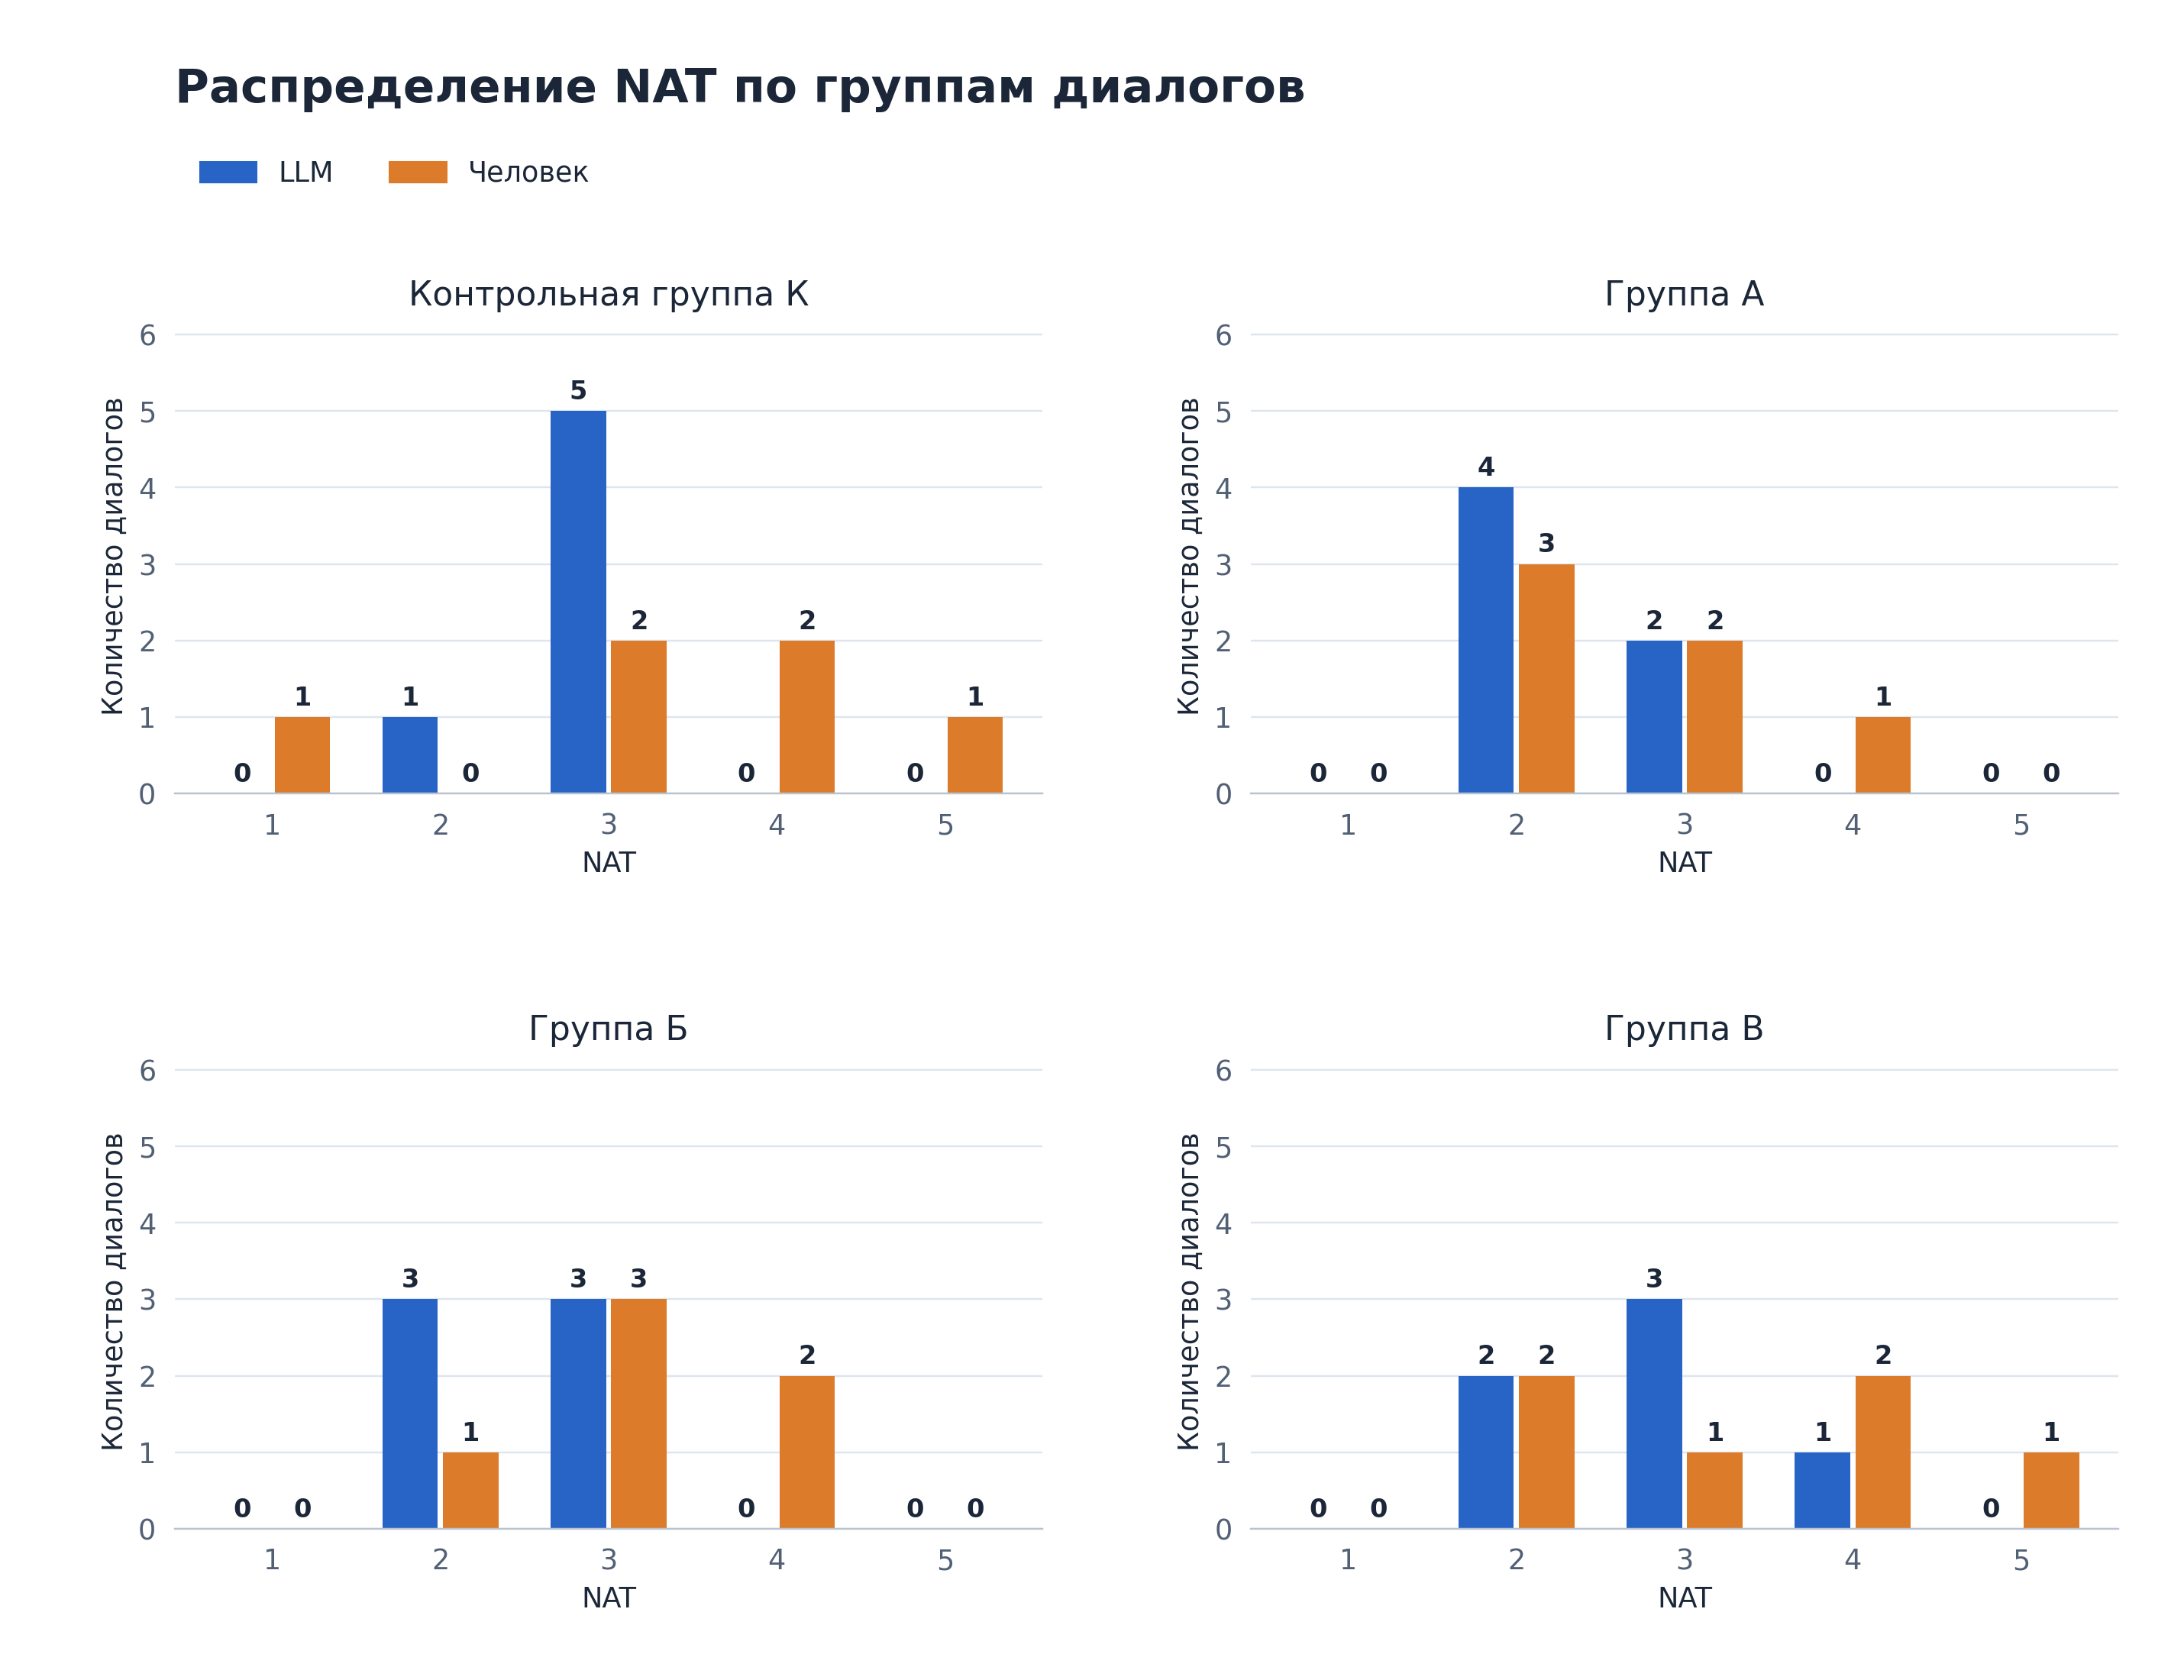 Распределение NAT по группам диалогов
LLM Человек
Контрольная группа К
Количество диалогов
6
5
4
3
2
1
0
0 1 1 0 5 2 0 2 0 1
1 2 3 4 5
NAT
Группа А
Количество диалогов
6
5
4
3
2
1
0
0 0 4 3 2 2 0 1 0 0
1 2 3 4 5
NAT
Группа Б
Количество диалогов
6
5
4
3
2
1
0
0 0 3 1 3 3 0 2 0 0
1 2 3 4 5
NAT
Группа В
Количество диалогов
6
5
4
3
2
1
0
0 0 2 2 3 1 1 2 0 1
1 2 3 4 5
NAT